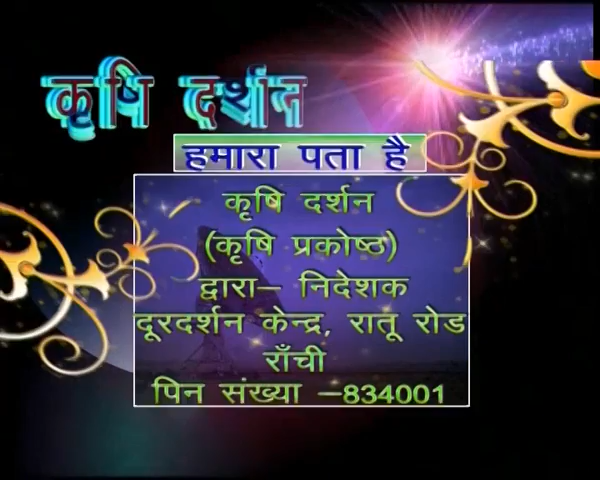 कृषि दर्शन
हमारा पता है
कृषि दर्शन
(कृषि प्रकोष्ठ)
द्वारा– निदेशक
दूरदर्शन केन्द्र, रातू रोड
राँची
पिन संख्या –834001